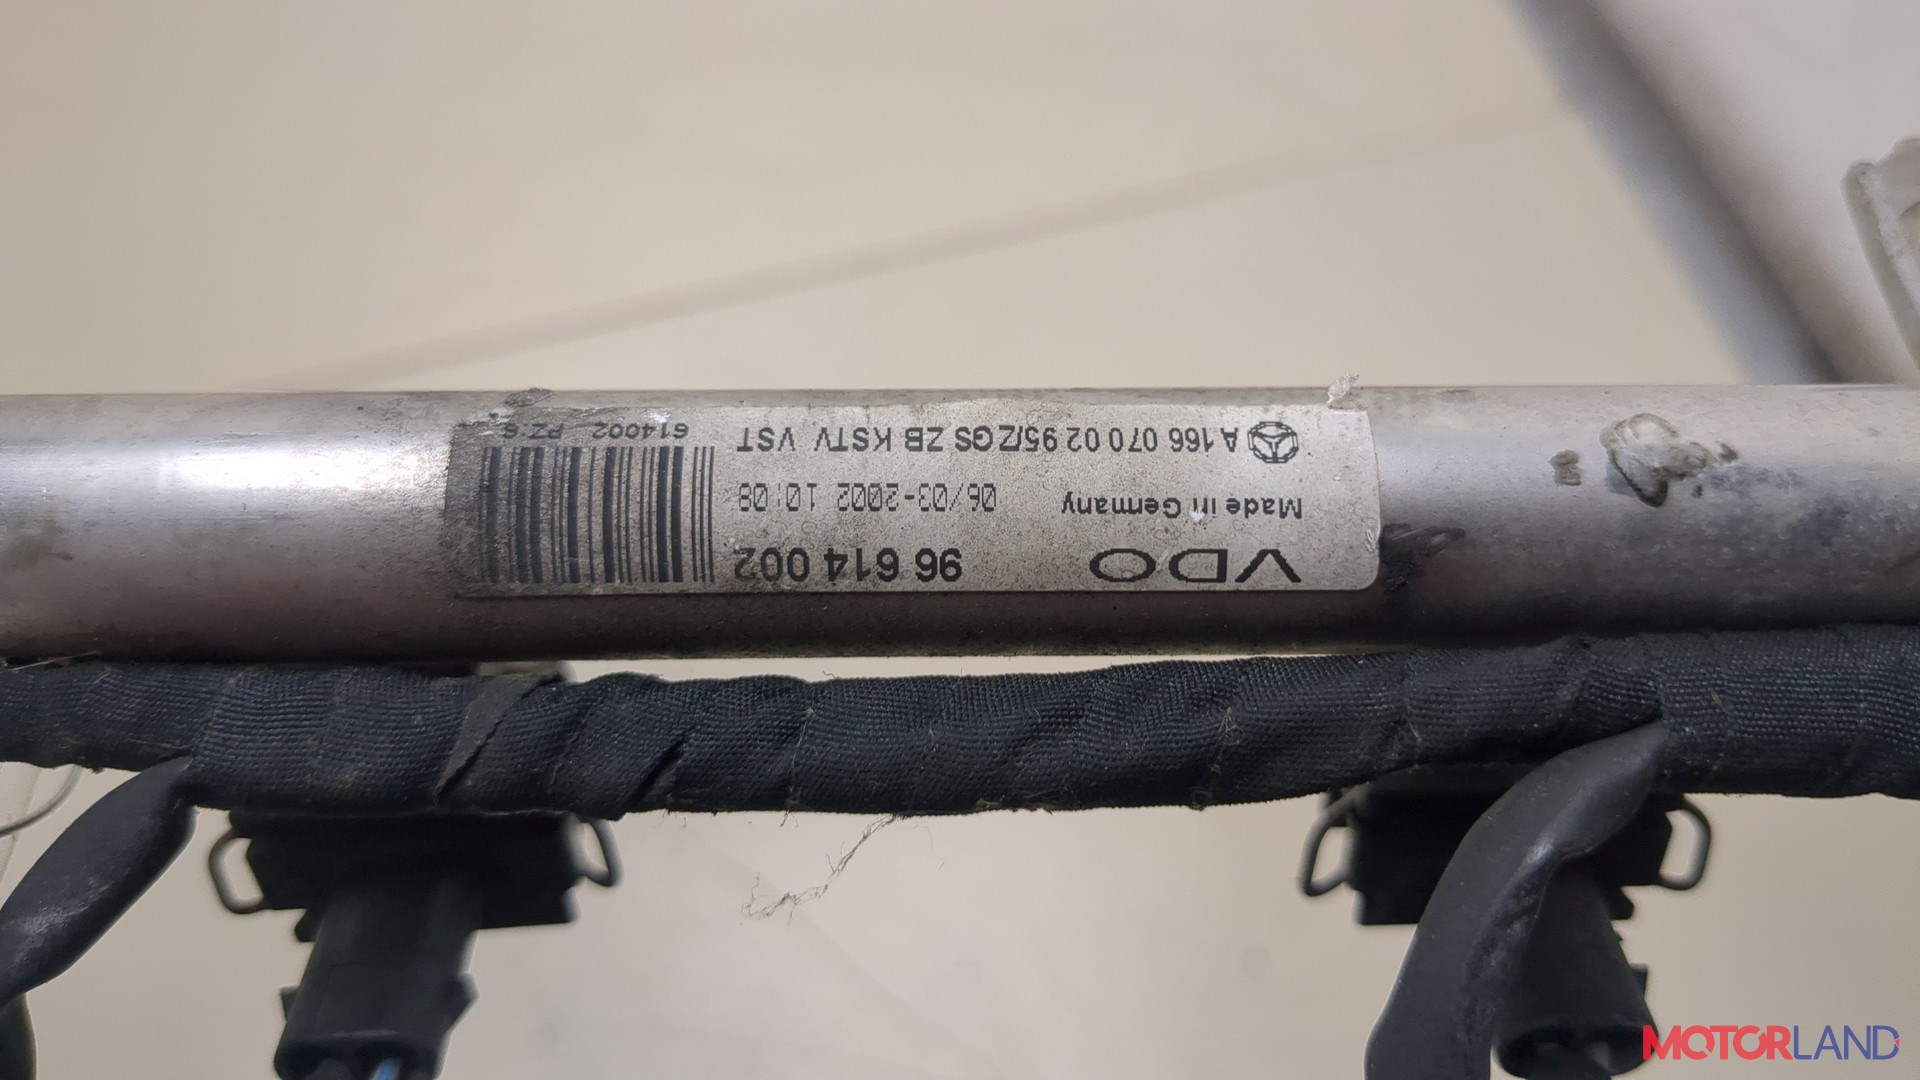 VDO 96 614 002
Made in Germany 06/03-2002 10:08
A 166 070 02 95/ZGS ZB KSTV VST
614002 PZ:6
MOTORLAND